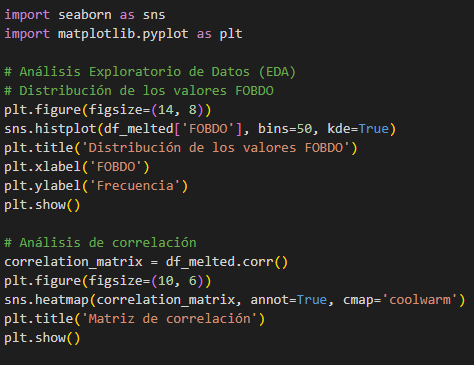 import seaborn as sns
import matplotlib.pyplot as plt

# Análisis Exploratorio de Datos (EDA)
# Distribución de los valores FOBDO
plt.figure(figsize=(14, 8))
sns.histplot(df_melted['FOBDO'], bins=50, kde=True)
plt.title('Distribución de los valores FOBDO')
plt.xlabel('FOBDO')
plt.ylabel('Frecuencia')
plt.show()

# Análisis de correlación
correlation_matrix = df_melted.corr()
plt.figure(figsize=(10, 6))
sns.heatmap(correlation_matrix, annot=True, cmap='coolwarm')
plt.title('Matriz de correlación')
plt.show()